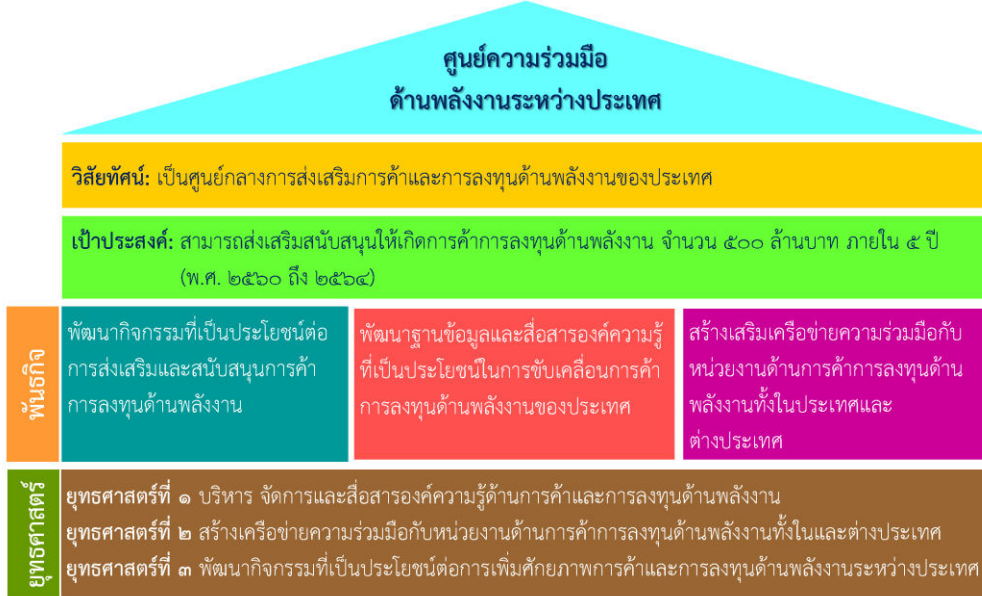 ศูนย์ความร่วมมือ
ด้านพลังงานระหว่างประเทศ
วิสัยทัศน์: เป็นศูนย์กลางการส่งเสริมการค้าและการลงทุนด้านพลังงานของประเทศ
เป้าประสงค์: สามารถส่งเสริมสนับสนุนให้เกิดการค้าการลงทุนด้านพลังงาน จำนวน ๕๐๐ ล้านบาท ภายใน ๕ ปี
(พ.ศ. ๒๕๖๐ ถึง ๒๕๖๔)
พันธกิจ
พัฒนากิจกรรมที่เป็นประโยชน์ต่อ
การส่งเสริมและสนับสนุนการค้า
การลงทุนด้านพลังงาน
พัฒนาฐานข้อมูลและสื่อสารองค์ความรู้
ที่เป็นประโยชน์ในการขับเคลื่อนการค้า
การลงทุนด้านพลังงานของประเทศ
สร้างเสริมเครือข่ายความร่วมมือกับ
หน่วยงานด้านการค้าการลงทุนด้าน
พลังงานทั้งในประเทศและ
ต่างประเทศ
ยุทธศาสตร์
ยุทธศาสตร์ที่ ๑ บริหาร จัดการและสื่อสารองค์ความรู้ด้านการค้าและการลงทุนด้านพลังงาน
ยุทธศาสตร์ที่ ๒ สร้างเครือข่ายความร่วมมือกับหน่วยงานด้านการค้าการลงทุนด้านพลังงานทั้งในและต่างประเทศ
ยุทธศาสตร์ที่ ๓ พัฒนากิจกรรมที่เป็นประโยชน์ต่อการเพิ่มศักยภาพการค้าและการลงทุนด้านพลังงานระหว่างประเทศ